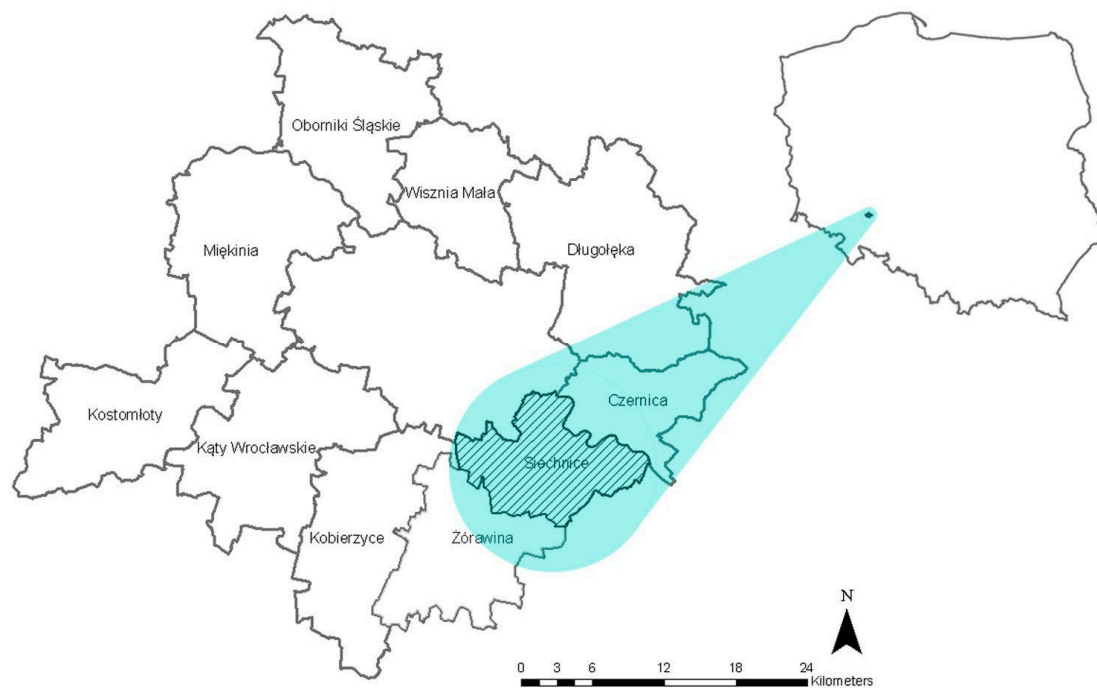 Oborniki Śląskie
Wisznia Mała
Miękinia
Długołęka
Kostomłoty
Czernica
Kąty Wrocławskie
Siechnice
Kobierzyce
Żórawina
N
0 3 6 12 18 24
Kilometers